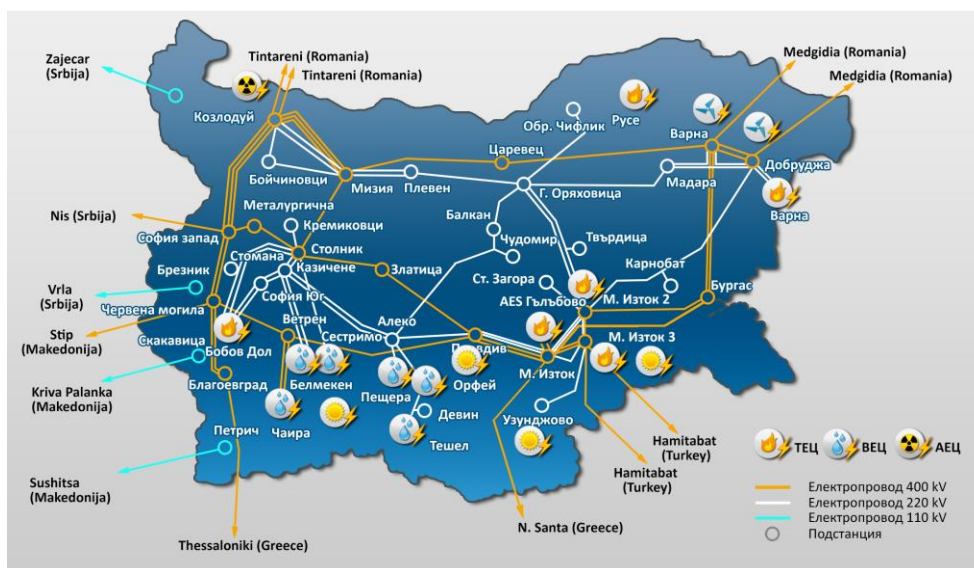 Zajecar
(Srbija)
Tintareni (Romania)
Tintareni (Romania)
Medgidia (Romania)
Medgidia (Romania)
Козлодуй
Обр. Чифлик
Русе
Варна
Царевец
Добруджа
Бойчиновци
Мизия
Плевен
Г. Оряховица
Мадара
Варна
Металургична
Nis (Srbija)
Кремиковци
Балкан
София запад
Столник
Чудомир
Твърдица
Стомана
Брезник
Казичене
Златица
Ст. Загора
Карнобат
Vrla
(Srbija)
София Юг
AES Гълъбово
М. Изток 2
Бургас
Червена могила
Ветрен
Алеко
Stip
(Makedonija)
Сестримо
Скакавица
Бобов Дол
Пловдив
М. Изток 3
Благоевград
Белмекен
Пещера
Орфей
М. Изток
Kriva Palanka
(Makedonija)
Чаира
Девин
Узунджово
Петрич
Тешел
Hamitabat
(Turkey)
Hamitabat
(Turkey)
Sushitsa
(Makedonija)
N. Santa (Greece)
Thessaloniki (Greece)
ТЕЦ
ВЕЦ
АЕЦ
Електропровод 400 kV
Електропровод 220 kV
Електропровод 110 kV
Подстанция